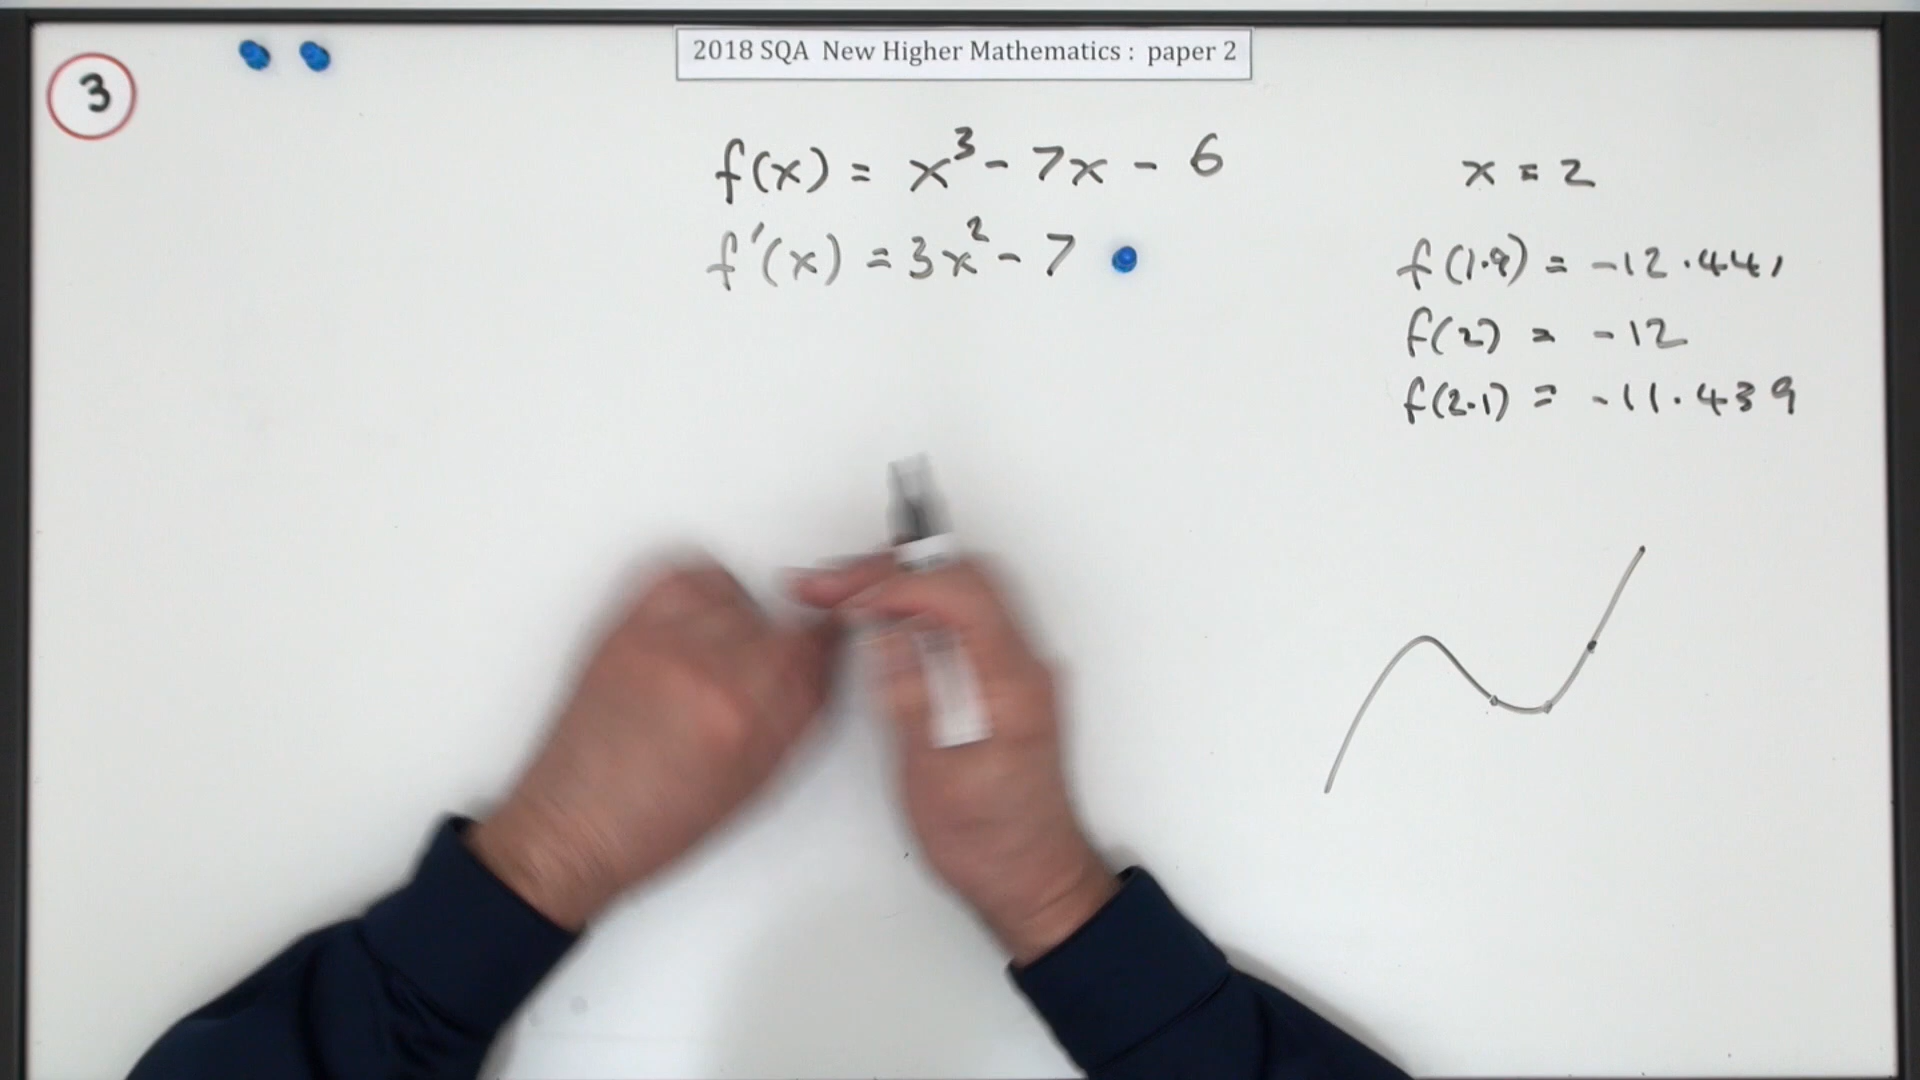 2018 SQA New Higher Mathematics : paper 2
3
f(x) = x³ - 7x - 6
f'(x) = 3x² - 7
x = 2
f(1.9) = -12.441
f(2) = -12
f(2.1) = -11.439